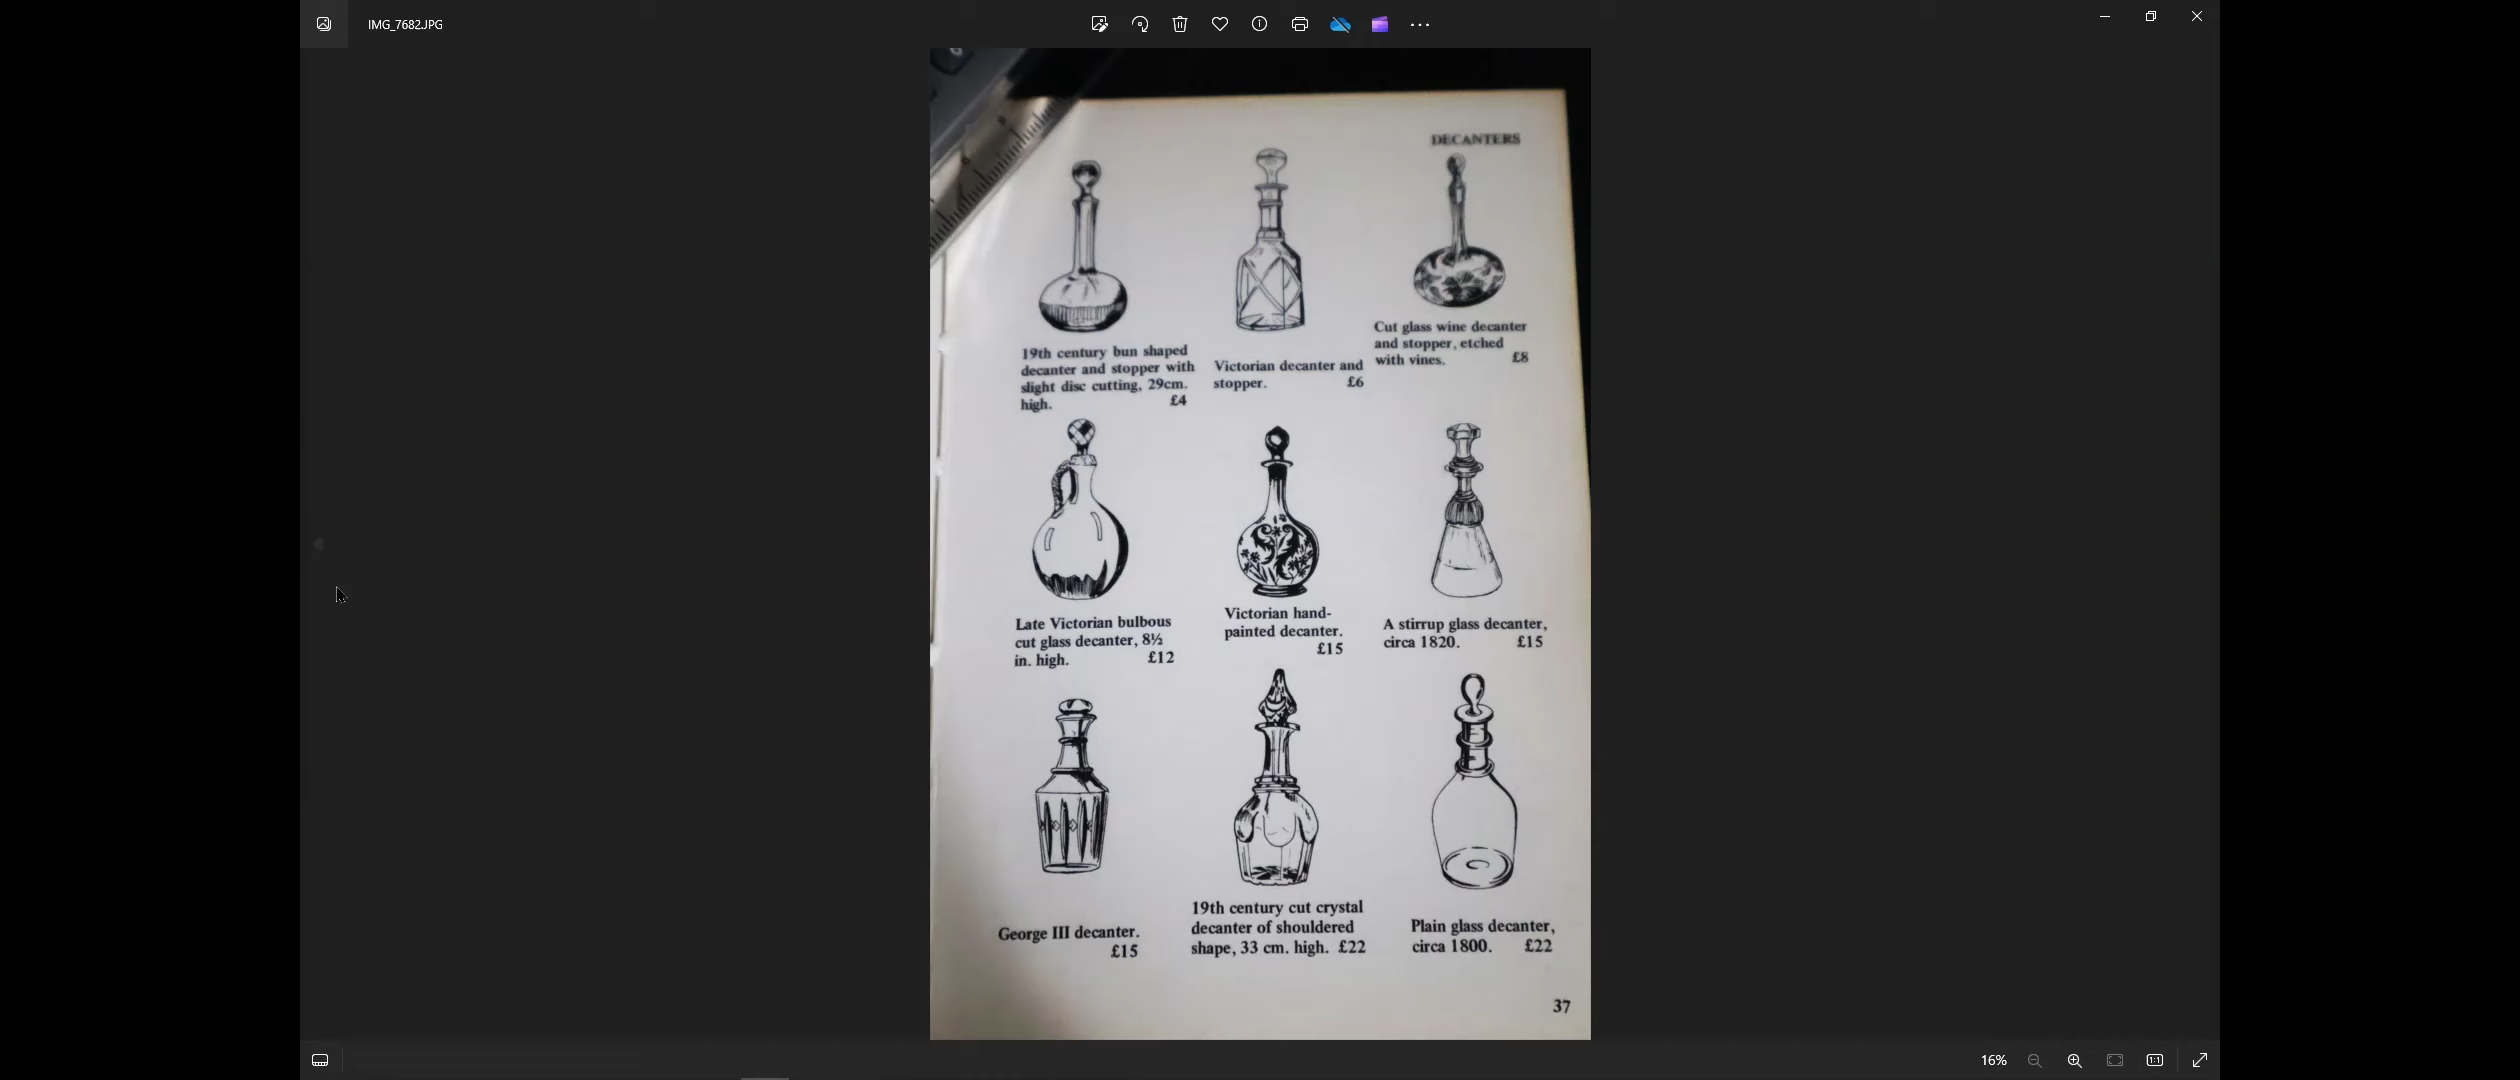 IMG_7682.JPG
DECANTERS
19th century bun shaped
decanter and stopper with
slight disc cutting, 29cm.
high. £4
Victorian decanter and
stopper. £6
Cut glass wine decanter
and stopper, etched
with vines. £8
Late Victorian bulbous
cut glass decanter, 8½
in. high. £12
Victorian hand-
painted decanter.
£15
A stirrup glass decanter,
circa 1820. £15
George III decanter.
£15
19th century cut crystal
decanter of shouldered
shape, 33 cm. high. £22
Plain glass decanter,
circa 1800. £22
37
16%